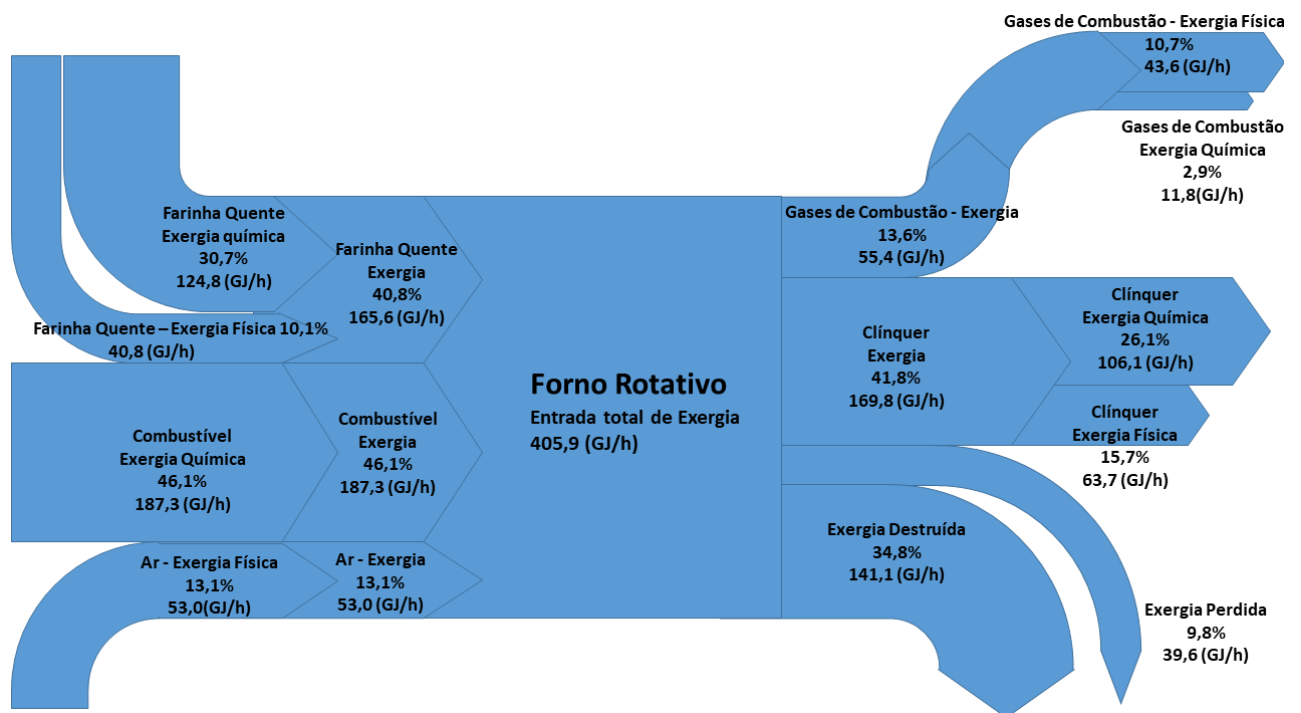 Gases de Combustão - Exergia Física
10,7%
43,6 (GJ/h)
Gases de Combustão
Exergia Química
2,9%
11,8(GJ/h)
Farinha Quente
Exergia química
30,7%
124,8 (GJ/h)
Farinha Quente
Exergia
40,8%
165,6 (GJ/h)
Farinha Quente – Exergia Física 10,1%
40,8 (GJ/h)
Combustível
Exergia Química
46,1%
187,3 (GJ/h)
Combustível
Exergia
46,1%
187,3 (GJ/h)
Ar - Exergia Física
13,1%
53,0(GJ/h)
Ar - Exergia
13,1%
53,0 (GJ/h)
Forno Rotativo
Entrada total de Exergia
405,9 (GJ/h)
Gases de Combustão - Exergia
13,6%
55,4 (GJ/h)
Clínquer
Exergia
41,8%
169,8 (GJ/h)
Clínquer
Exergia Química
26,1%
106,1 (GJ/h)
Clínquer
Exergia Física
15,7%
63,7 (GJ/h)
Exergia Destruída
34,8%
141,1 (GJ/h)
Exergia Perdida
9,8%
39,6 (GJ/h)